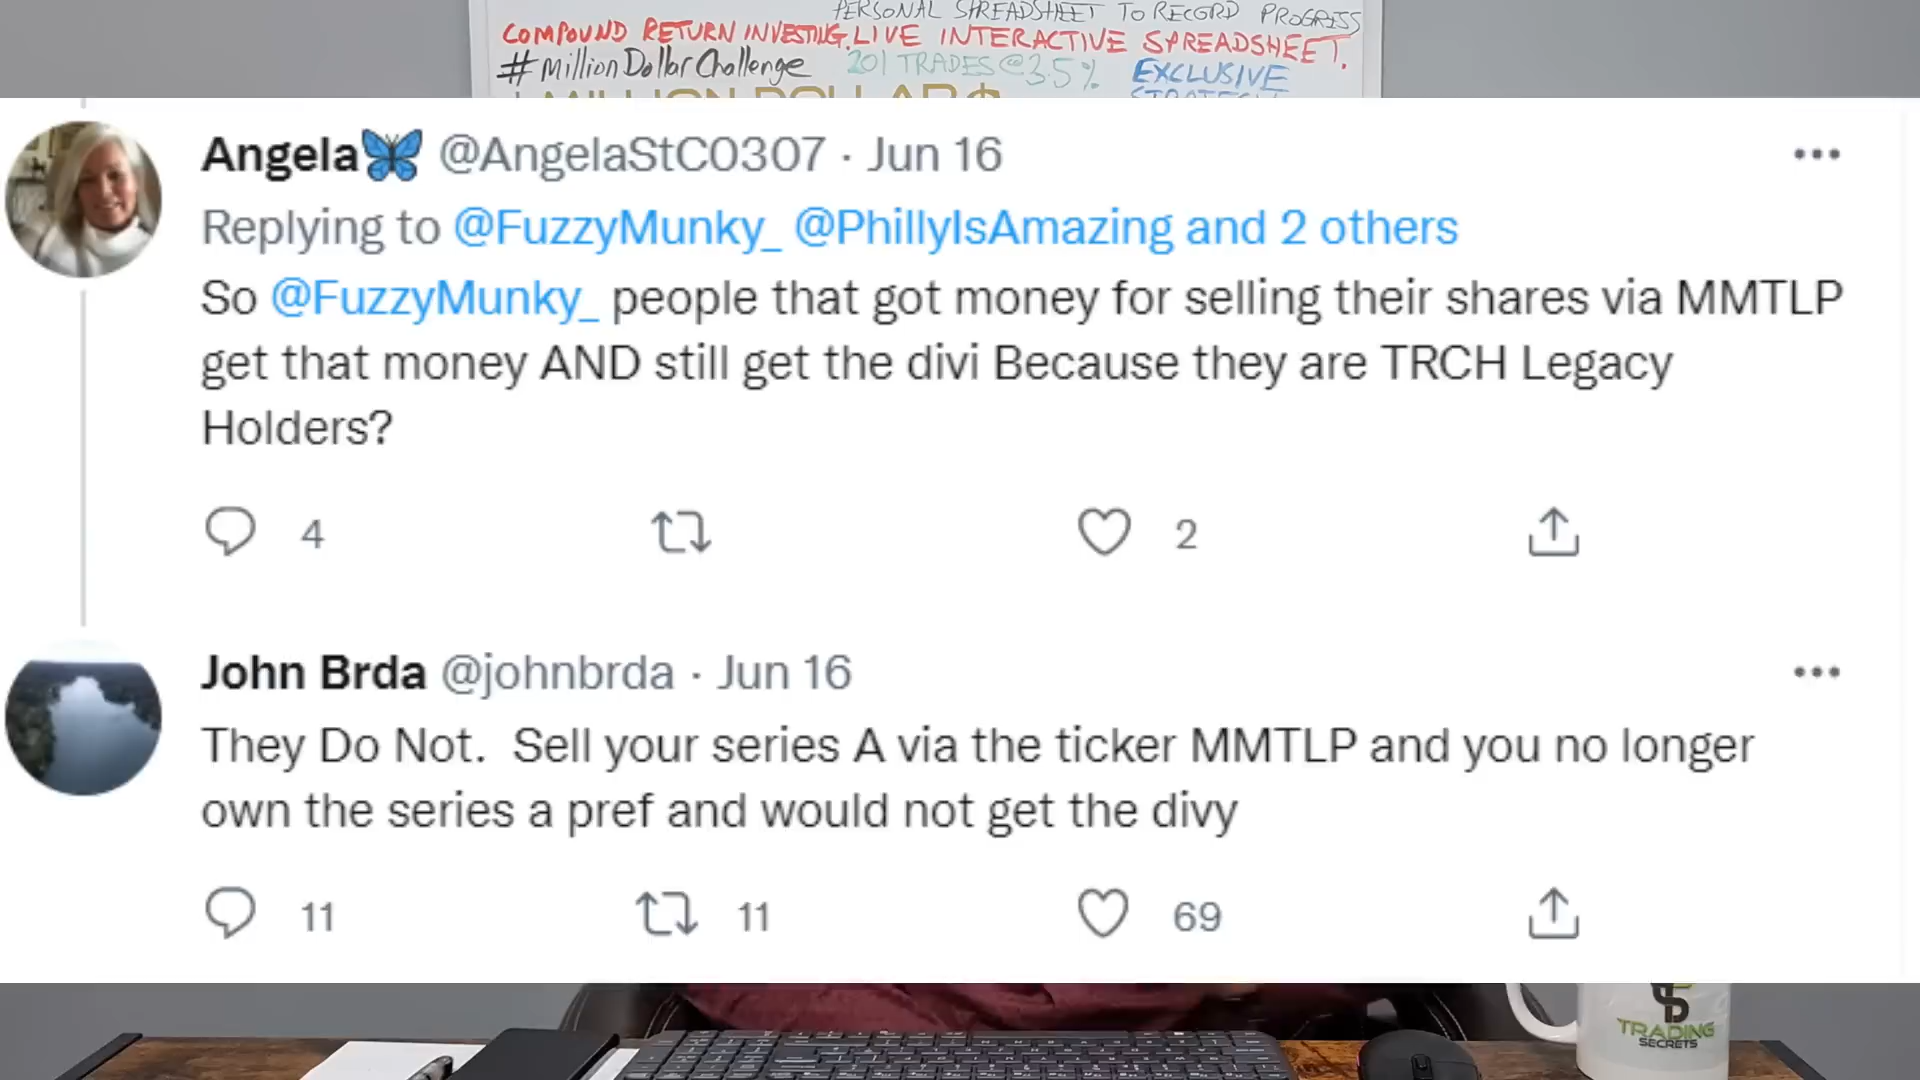 PERSONAL SPREADSHEET TO RECORD PROGRESS
COMPOUND RETURN INVESTING. LIVE INTERACTIVE SPREADSHEET.
#MillionDollarChallenge 201 TRADES@3.5% EXCLUSIVE
MILLION DOLLAR$
Angela🦋 @AngelaStC0307 · Jun 16
Replying to @FuzzyMunky_ @PhillyIsAmazing and 2 others
So @FuzzyMunky_ people that got money for selling their shares via MMTLP
get that money AND still get the divi Because they are TRCH Legacy
Holders?
4 2
John Brda @johnbrda · Jun 16
They Do Not. Sell your series A via the ticker MMTLP and you no longer
own the series a pref and would not get the divy
11 11 69
TRADING
SECRETS